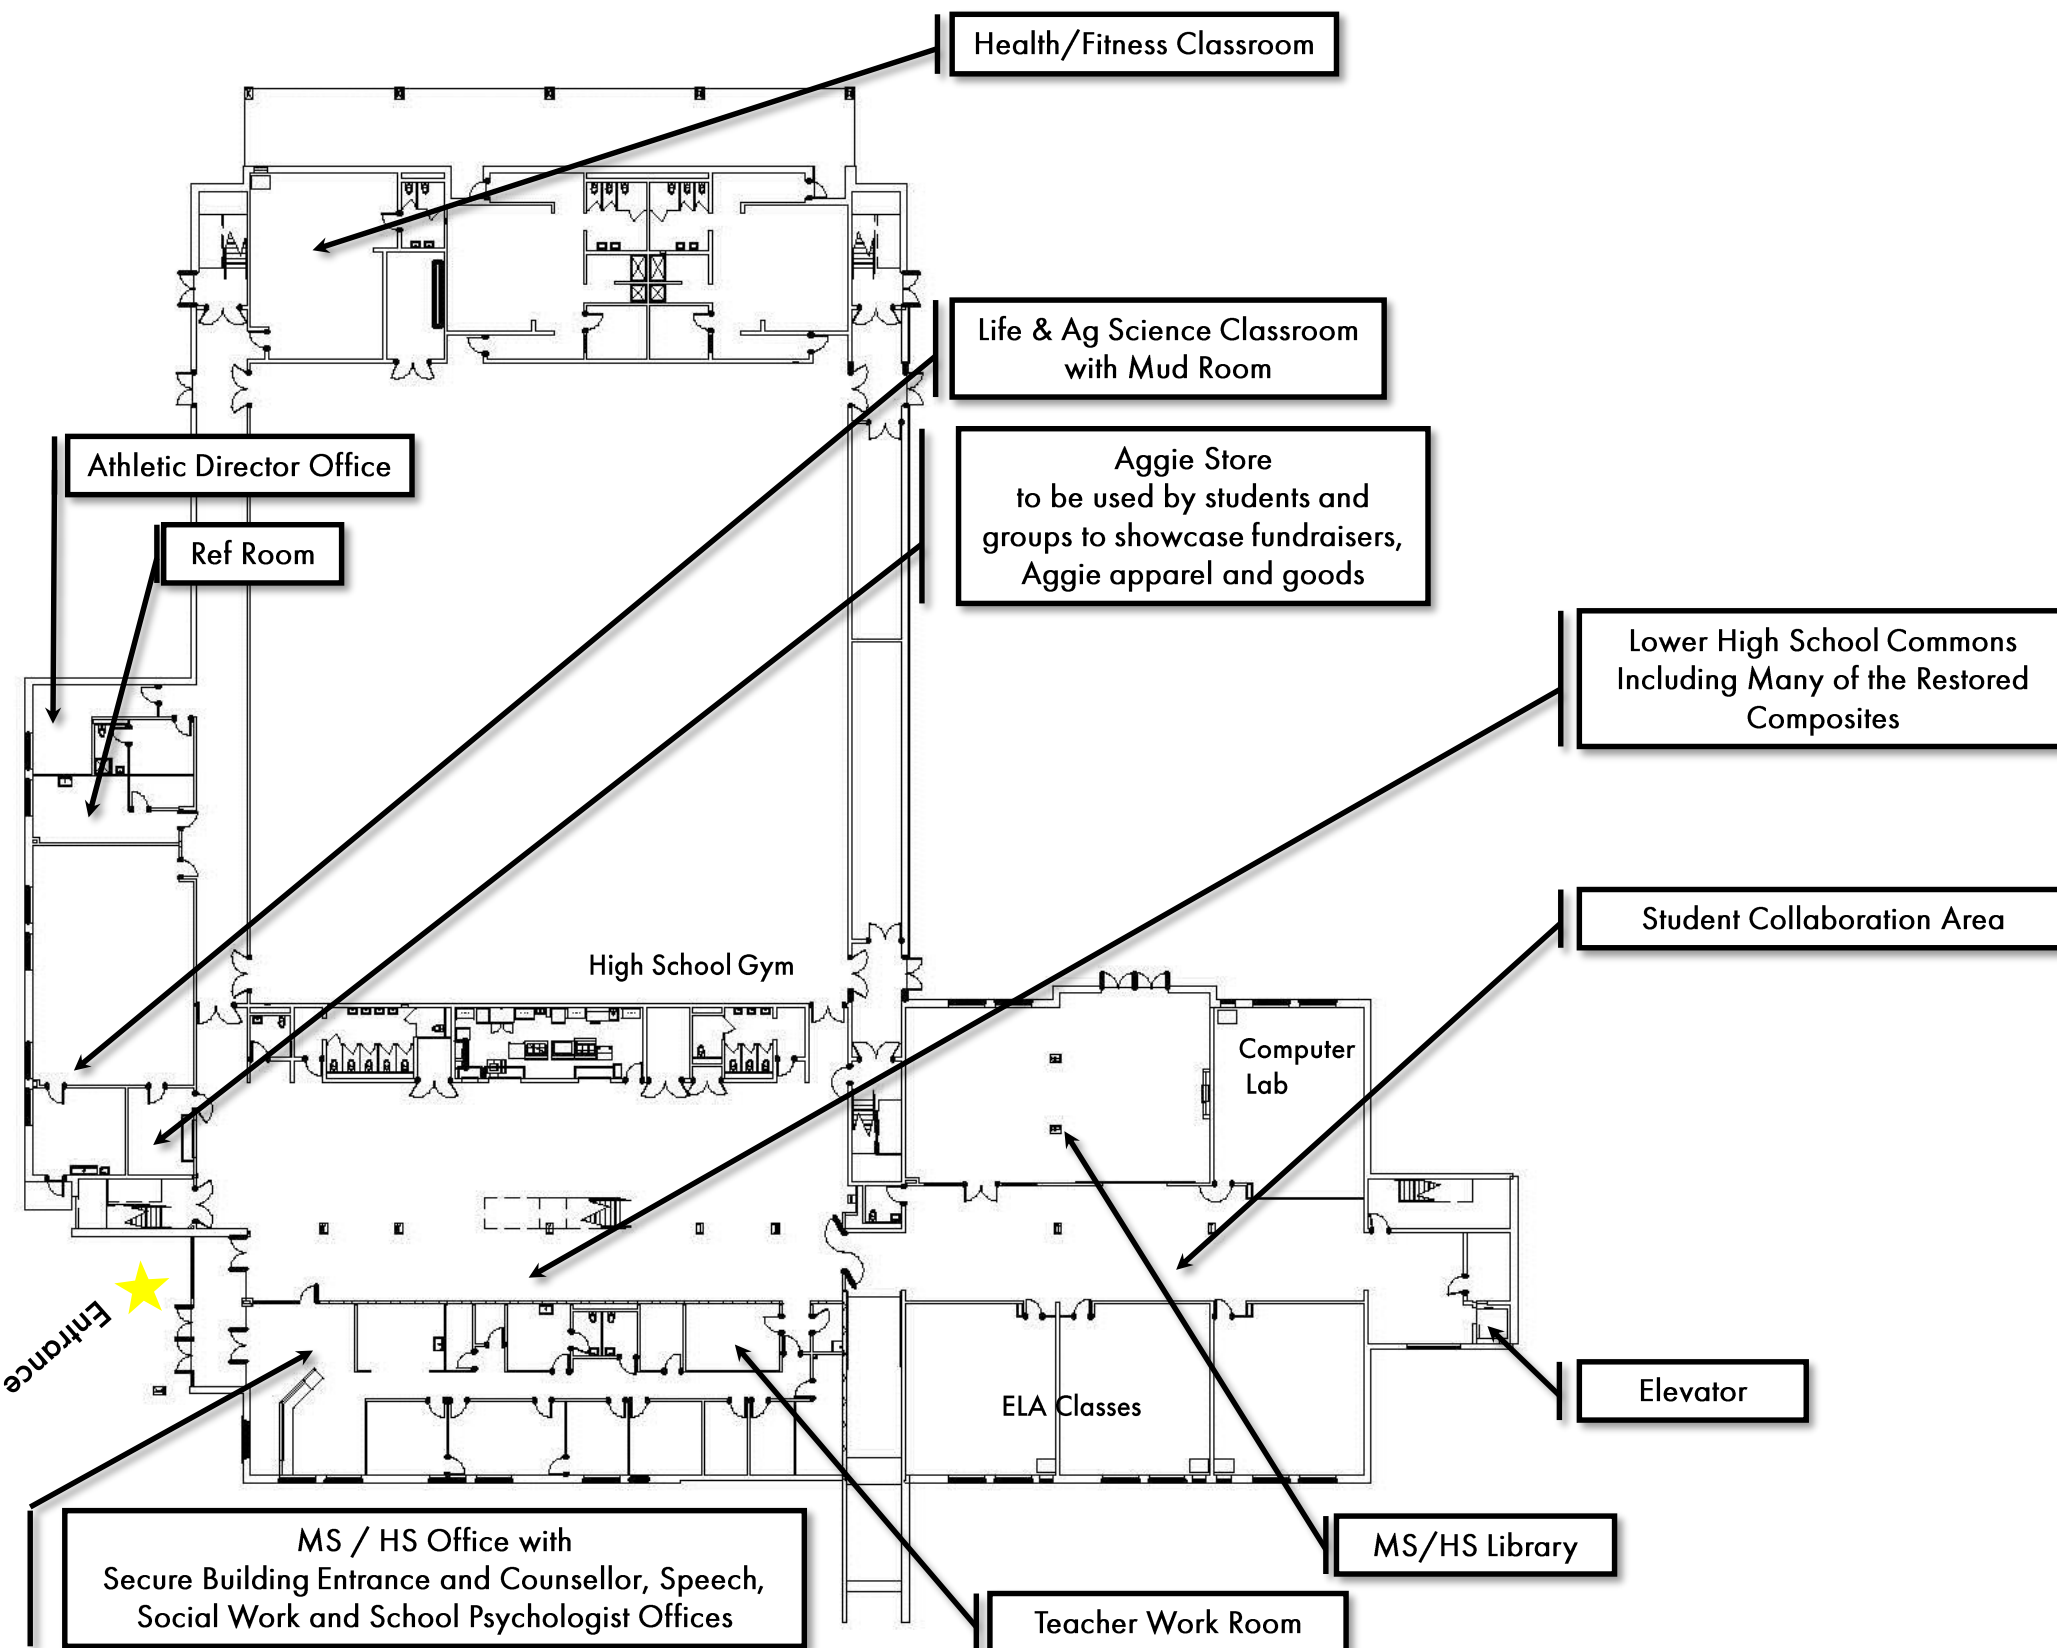 Health/Fitness Classroom
Life & Ag Science Classroom
with Mud Room
Athletic Director Office
Aggie Store
to be used by students and
groups to showcase fundraisers,
Aggie apparel and goods
Ref Room
Lower High School Commons
Including Many of the Restored
Composites
Student Collaboration Area
High School Gym
Computer
Lab
Entrance
Elevator
ELA Classes
MS / HS Office with
Secure Building Entrance and Counsellor, Speech,
Social Work and School Psychologist Offices
MS/HS Library
Teacher Work Room